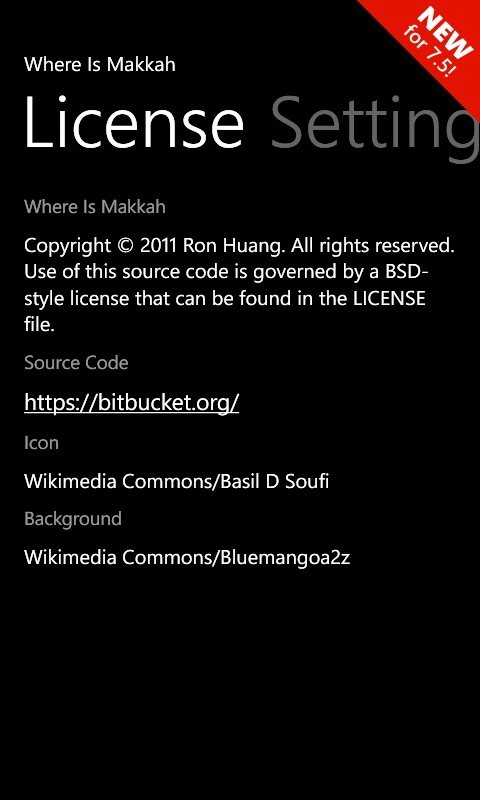 NEW
for 7.5!
Where Is Makkah
License Setting
Where Is Makkah
Copyright © 2011 Ron Huang. All rights reserved.
Use of this source code is governed by a BSD-
style license that can be found in the LICENSE
file.
Source Code
https://bitbucket.org/
Icon
Wikimedia Commons/Basil D Soufi
Background
Wikimedia Commons/Bluemangoa2z